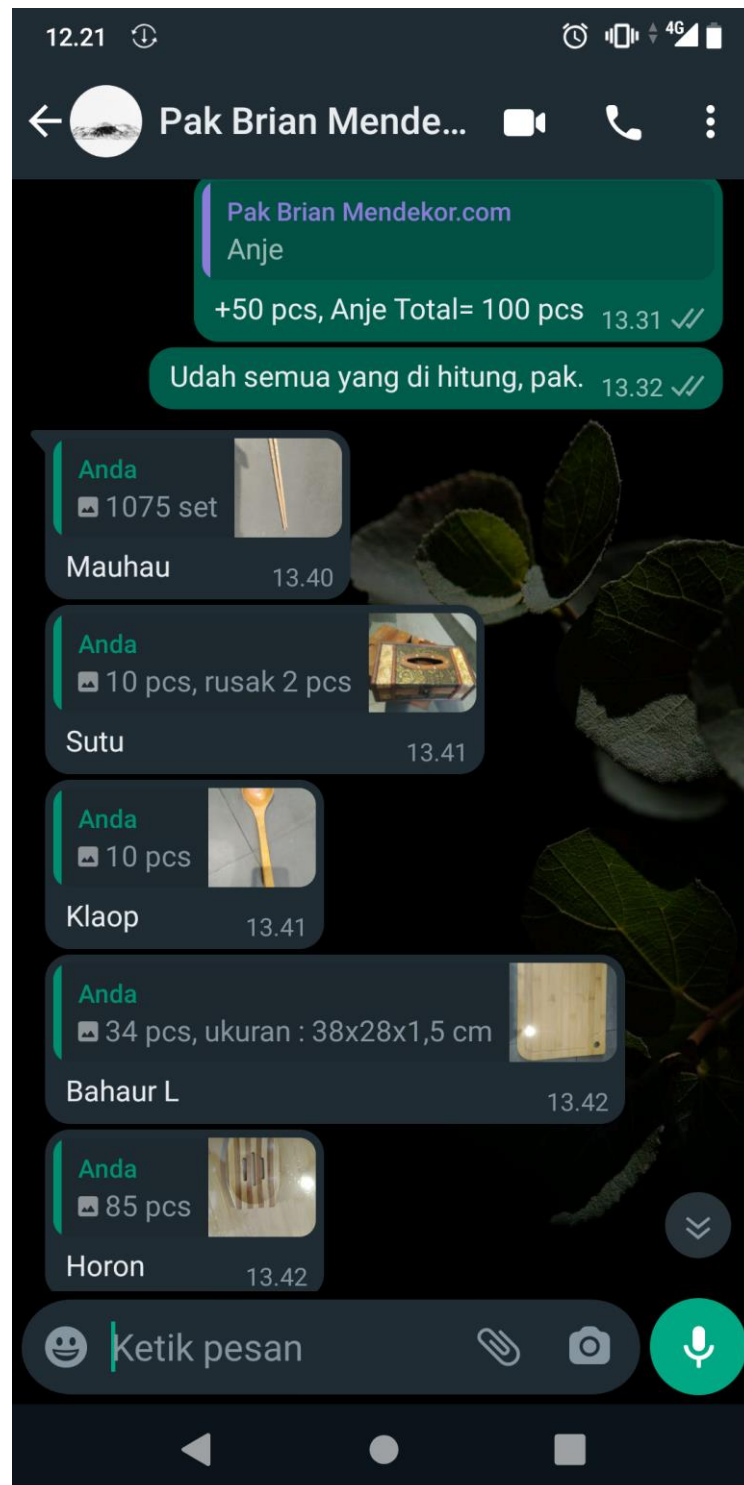 12.21
4G
Pak Brian Mende...
Pak Brian Mendekor.com
Anje
+50 pcs, Anje Total= 100 pcs 13.31
Udah semua yang di hitung, pak. 13.32
Anda
1075 set
Mauhau 13.40
Anda
10 pcs, rusak 2 pcs
Sutu 13.41
Anda
10 pcs
Klaop 13.41
Anda
34 pcs, ukuran : 38x28x1,5 cm
Bahaur L 13.42
Anda
85 pcs
Horon 13.42
Ketik pesan